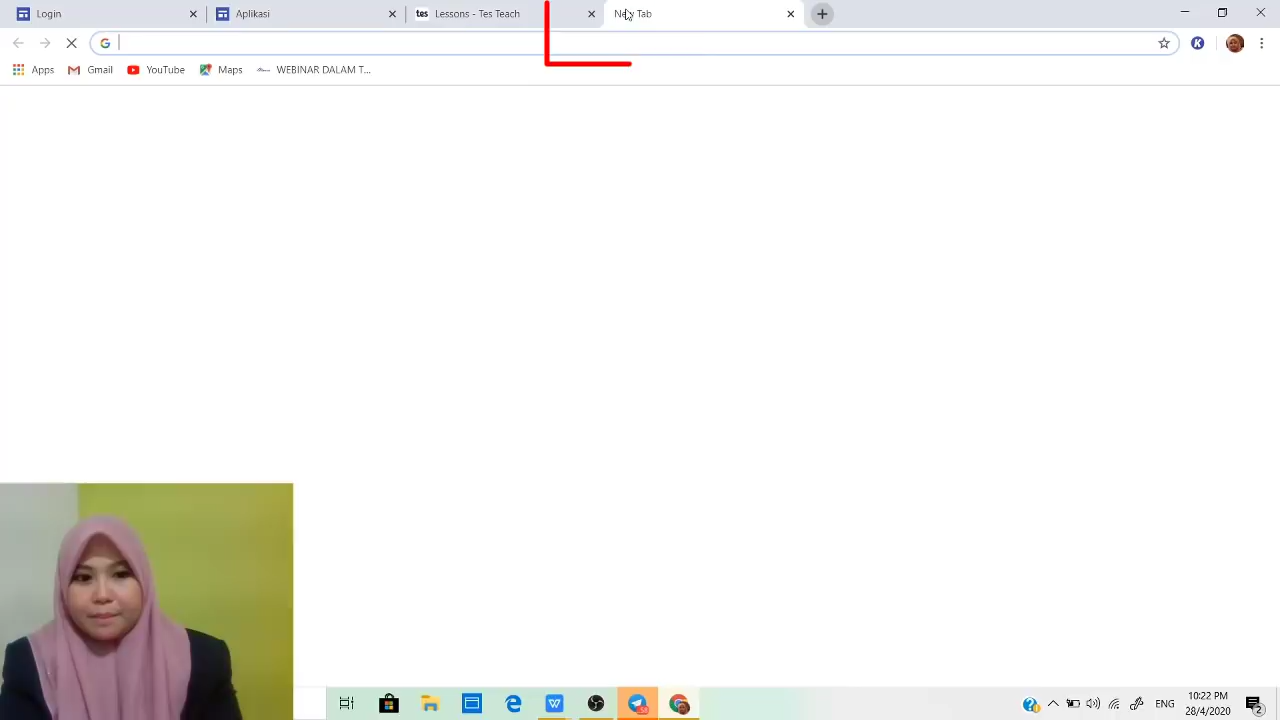 Login
Aplikasi
tes Lessons - Tes Teach
New Tab
G
K
Apps
Gmail
YouTube
Maps
WEBINAR DALAM T...
W
ENG
10:22 PM
28/4/2020
2